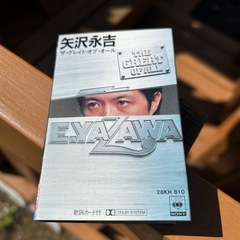 矢沢永吉
ザ・グレイト・オブ・オール
THE
GREAT
OF ALL
E.YAZAWA
28KH 810
歌詞カード付
DOLBY SYSTEM
SONY